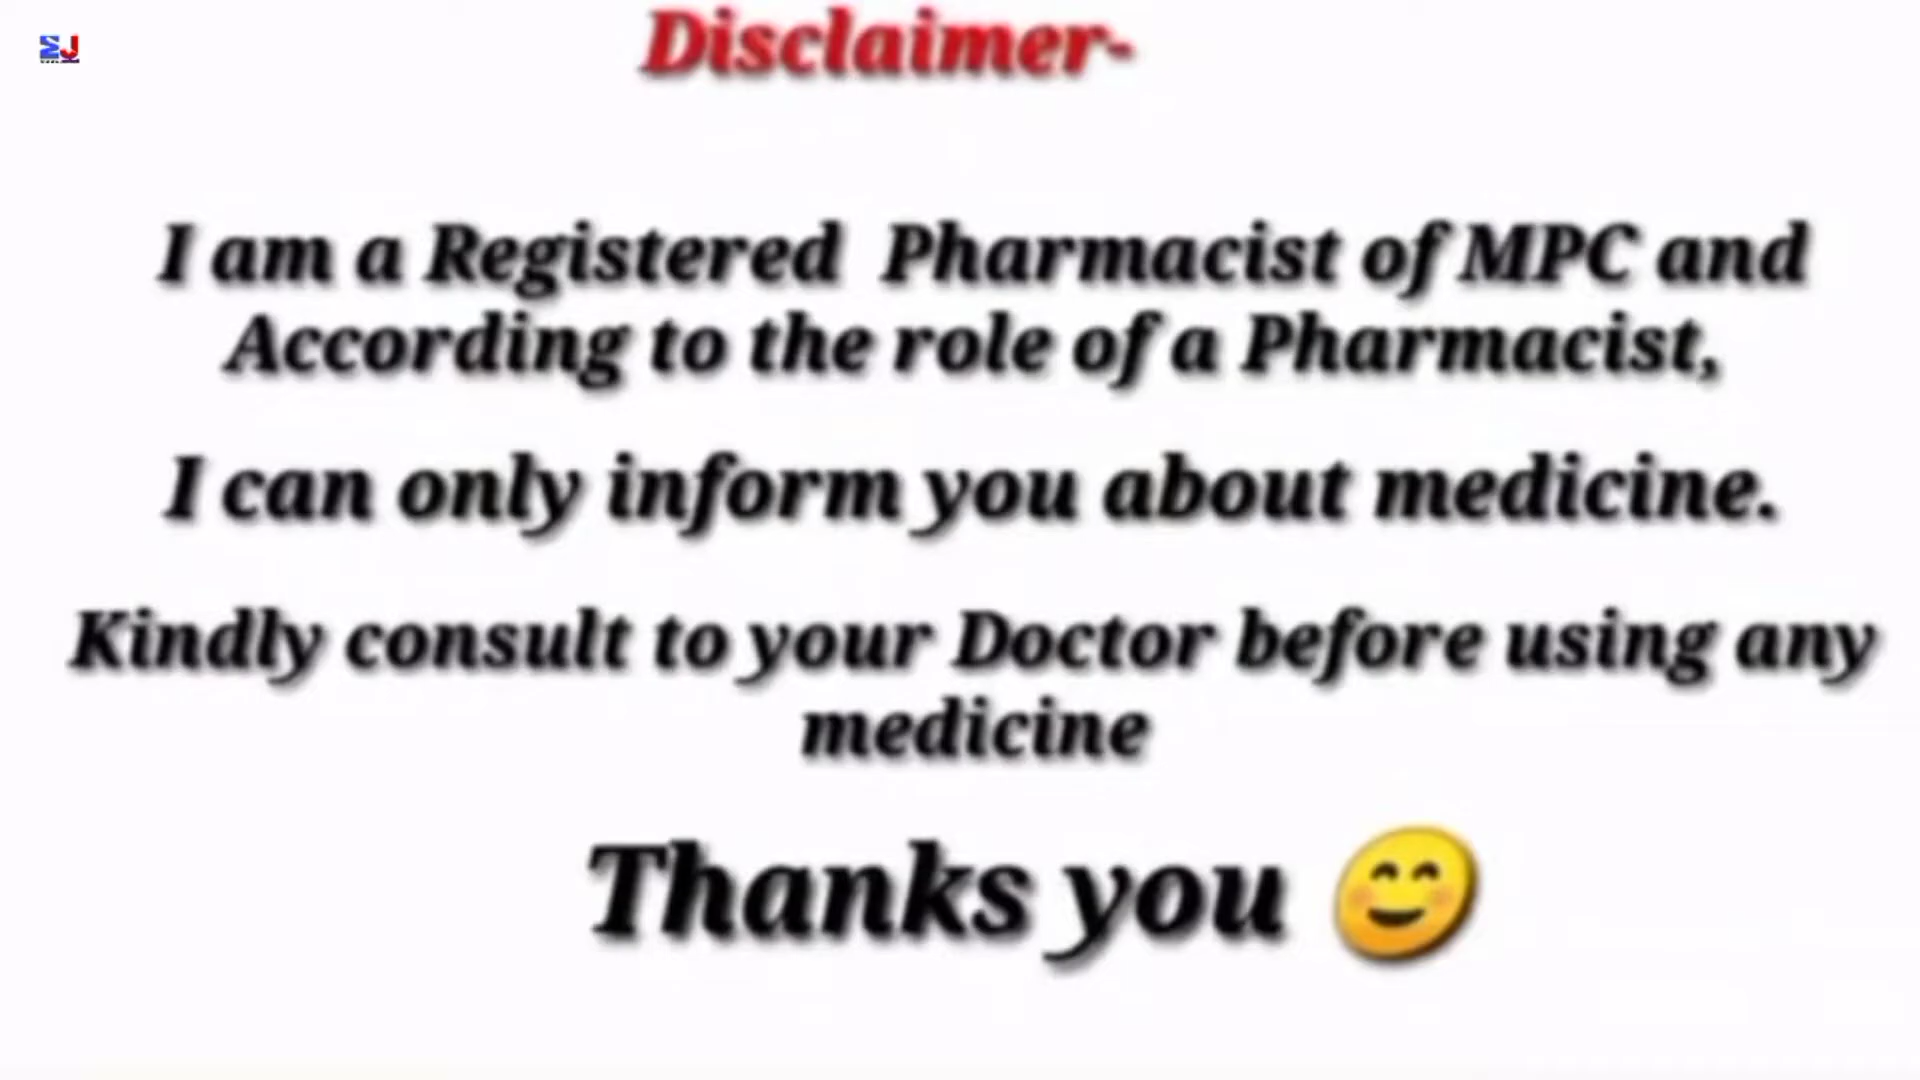 Disclaimer-
I am a Registered Pharmacist of MPC and
According to the role of a Pharmacist,
I can only inform you about medicine.
Kindly consult to your Doctor before using any
medicine
Thanks you 😊